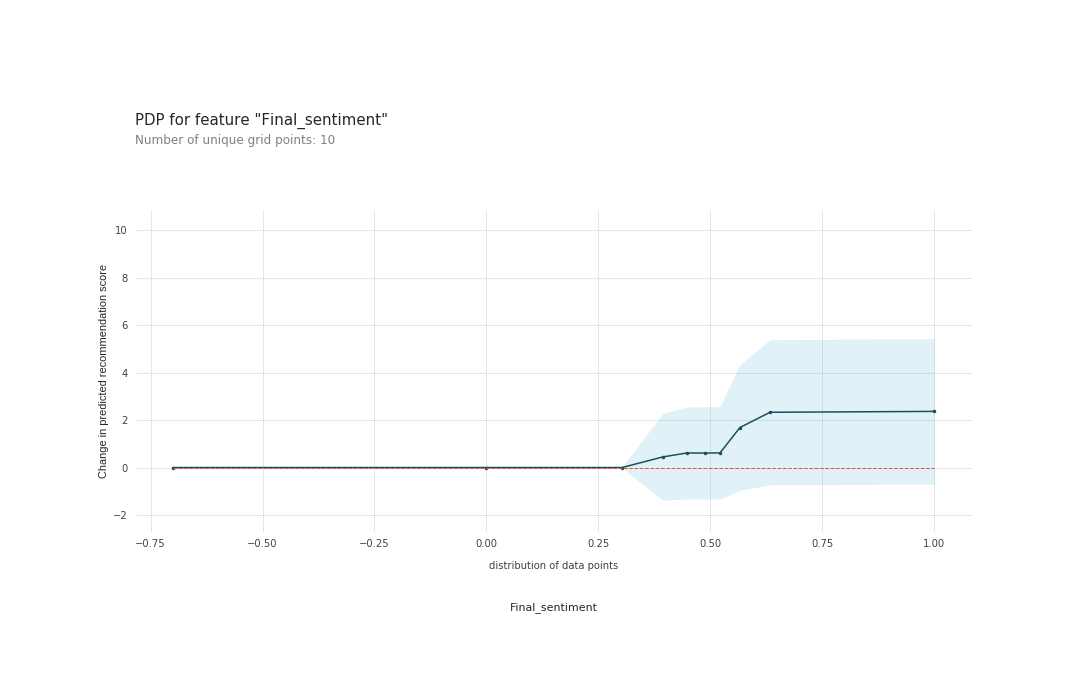 PDP for feature "Final_sentiment"
Number of unique grid points: 10
Change in predicted recommendation score
10
8
6
4
2
0
−2
−0.75 −0.50 −0.25 0.00 0.25 0.50 0.75 1.00
distribution of data points
Final_sentiment